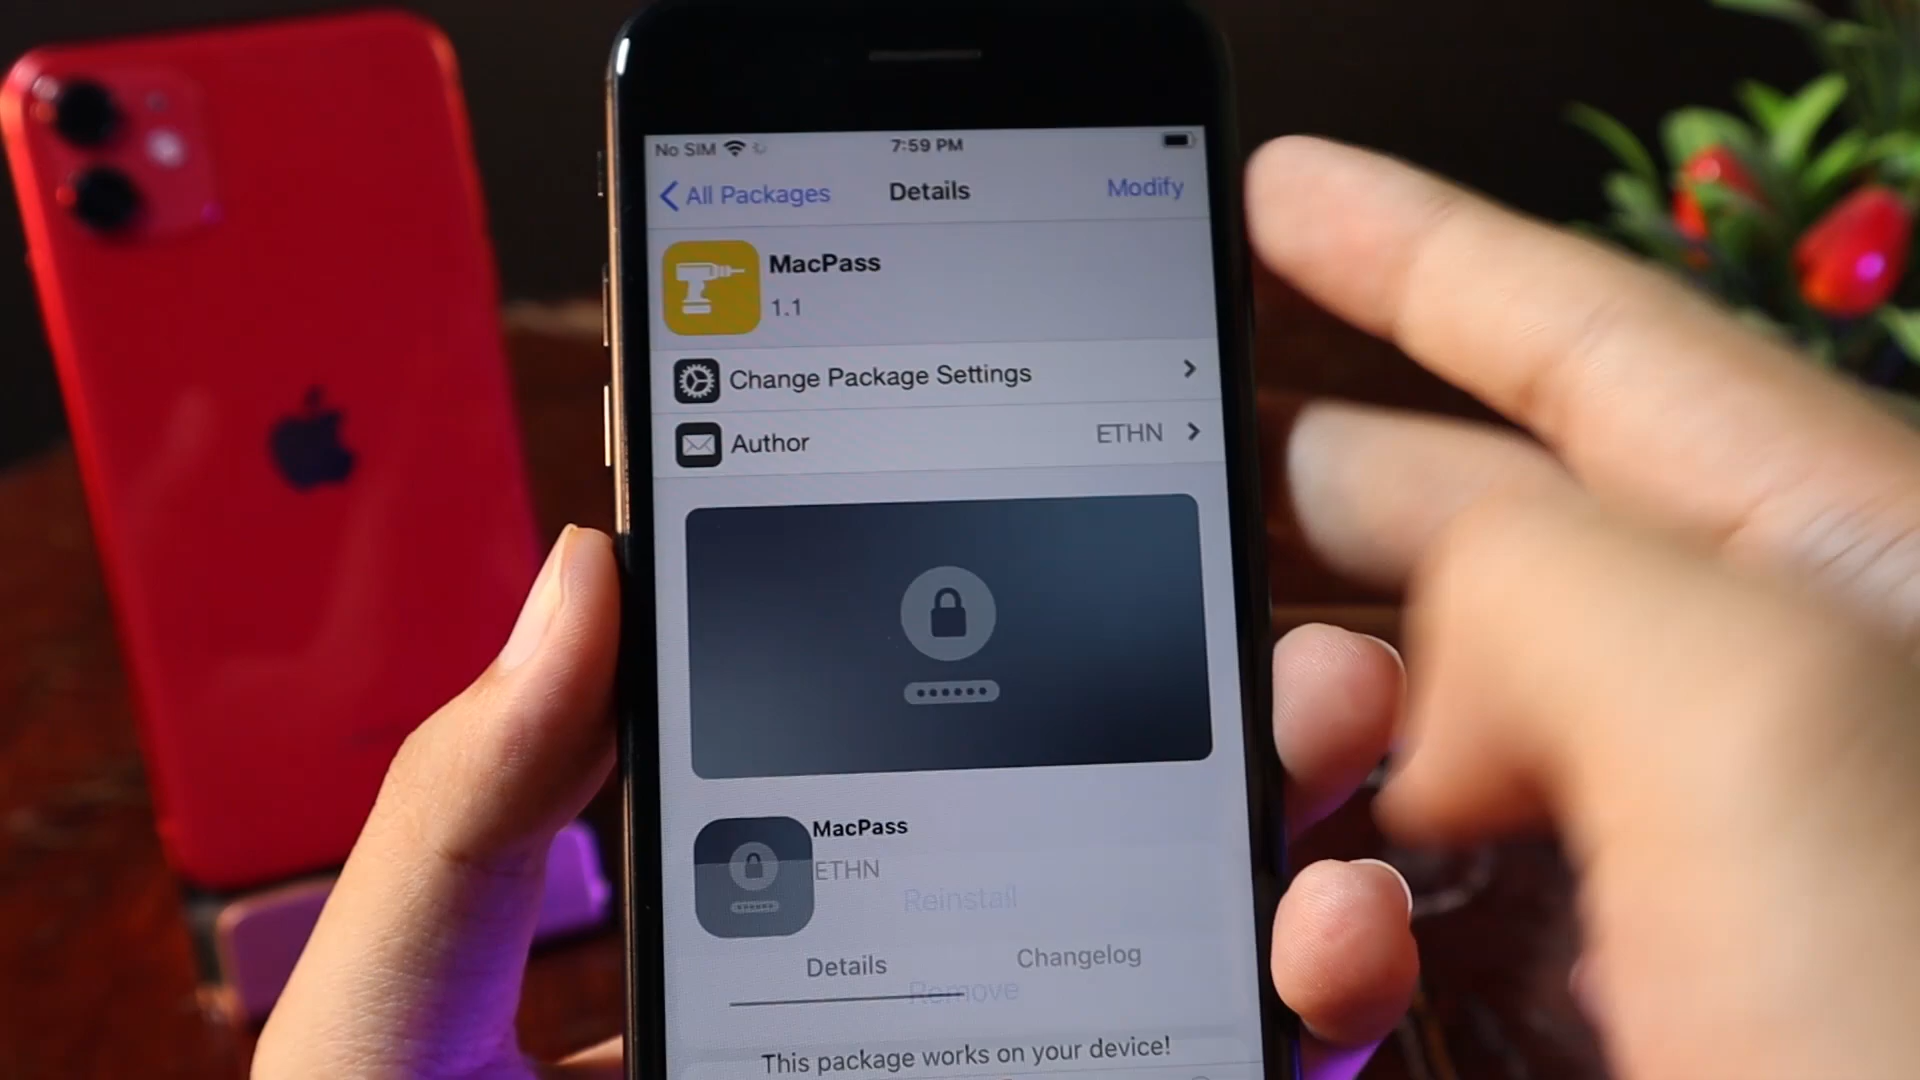 No SIM 7:59 PM
All Packages Details Modify
MacPass
1.1
Change Package Settings
Author ETHN
MacPass
ETHN
Reinstall
Details Changelog
Remove
This package works on your device!